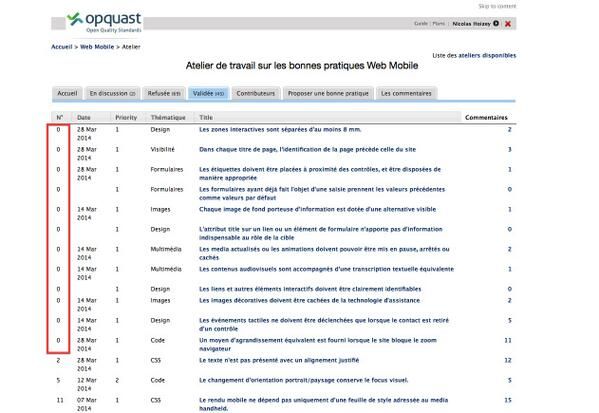 Skip to content
opquast
Open Quality Standards
Guide | Plans | Nicolas Hoizey
Accueil > Web Mobile > Atelier
Liste des ateliers disponibles
Atelier de travail sur les bonnes pratiques Web Mobile
Accueil En discussion (2) Refusée Validée Contributeurs Proposer une bonne pratique Les commentaires
N° Date Priority Thématique Title Commentaires
0 28 Mar 2014 1 Design Les zones interactives sont séparées d'au moins 8 mm. 2
0 28 Mar 2014 1 Visibilité Dans chaque titre de page, l'identification de la page précède celle du site 3
0 28 Mar 2014 1 Formulaires Les étiquettes doivent être placées à proximité des contrôles, et être disposées de
manière appropriée 1
0 1 Formulaires Les formulaires ayant déjà fait l'objet d'une saisie prennent les valeurs précédentes
comme valeurs par défaut 0
0 14 Mar 2014 1 Images Chaque image de fond porteuse d'information est dotée d'une alternative visible 1
0 1 Design L'attribut title sur un lien ou un élément de formulaire n'apporte pas d'information
indispensable au rôle de la cible 0
0 14 Mar 2014 1 Multimédia Les media actualisés ou les animations doivent pouvoir être mis en pause, arrêtés ou
cachés 2
0 14 Mar 2014 1 Multimédia Les contenus audiovisuels sont accompagnés d'une transcription textuelle équivalente 1
0 1 Design Les liens et autres éléments interactifs doivent être clairement identifiables 0
0 14 Mar 2014 1 Images Les images décoratives doivent être cachées de la technologie d'assistance 2
0 14 Mar 2014 1 Design Les événements tactiles ne doivent être déclenchées que lorsque le contact est retiré
d'un contrôle 5
0 28 Mar 2014 1 Code Un moyen d'agrandissement équivalent est fourni lorsque le site bloque le zoom
navigateur 11
2 28 Mar 2014 1 CSS Le texte n'est pas présenté avec un alignement justifié 12
5 12 Mar 2014 2 Code Le changement d'orientation portrait/paysage conserve le focus visuel. 5
11 07 Mar 2014 1 CSS Le rendu mobile ne dépend pas uniquement d'une feuille de style adressée au media
handheld. 15